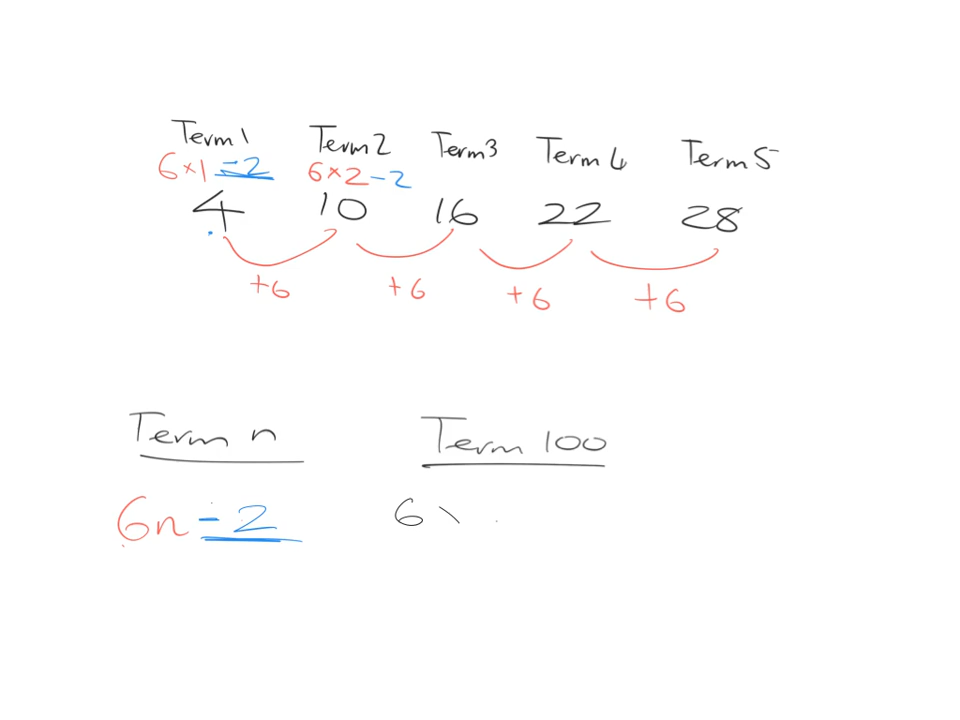 Term 1 Term 2 Term 3 Term 4 Term 5
6×1 -2 6×2 -2
4 10 16 22 28
+6 +6 +6 +6
Term n Term 100
6n - 2 6 \